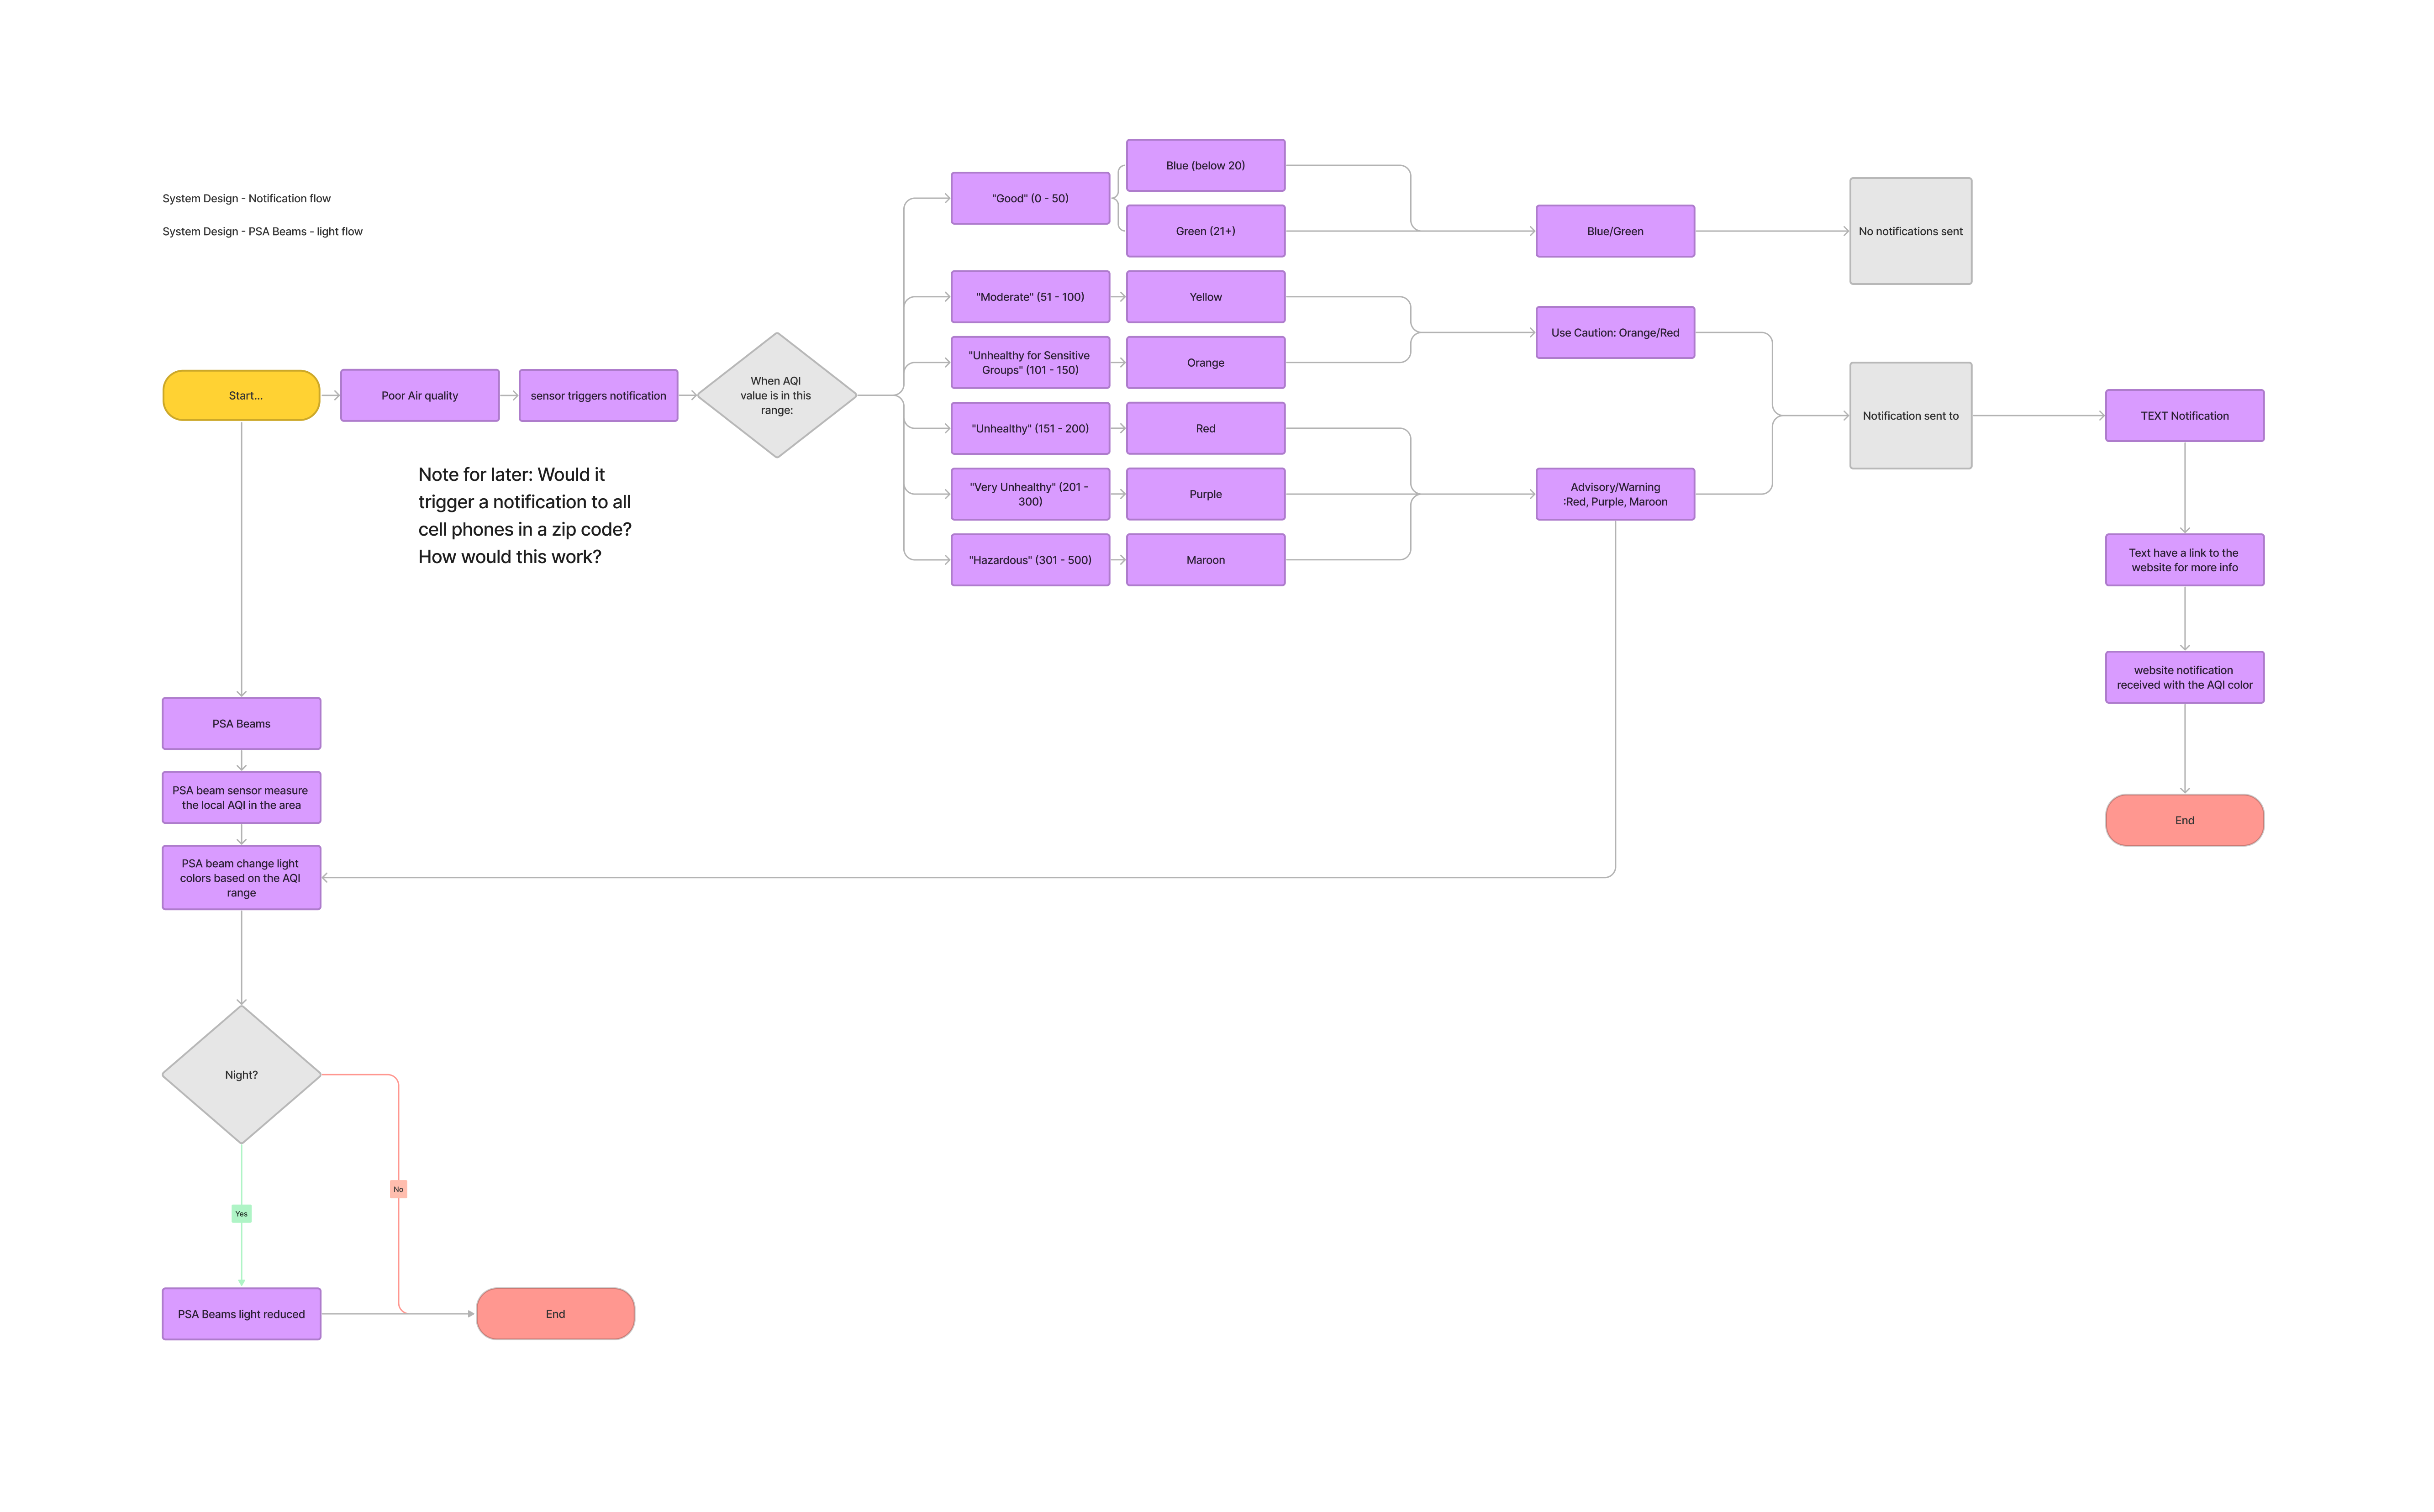 System Design - Notification flow
System Design - PSA Beams - light flow
Start...
Poor Air quality
sensor triggers notification
When AQI
value is in this
range:
Note for later: Would it
trigger a notification to all
cell phones in a zip code?
How would this work?
"Good" (0 - 50)
Blue (below 20)
Green (21+)
"Moderate" (51 - 100)
Yellow
"Unhealthy for Sensitive
Groups" (101 - 150)
Orange
"Unhealthy" (151 - 200)
Red
"Very Unhealthy" (201 -
300)
Purple
"Hazardous" (301 - 500)
Maroon
Blue/Green
Use Caution: Orange/Red
Advisory/Warning
:Red, Purple, Maroon
No notifications sent
Notification sent to
TEXT Notification
Text have a link to the
website for more info
website notification
received with the AQI color
End
PSA Beams
PSA beam sensor measure
the local AQI in the area
PSA beam change light
colors based on the AQI
range
Night?
No
Yes
PSA Beams light reduced
End